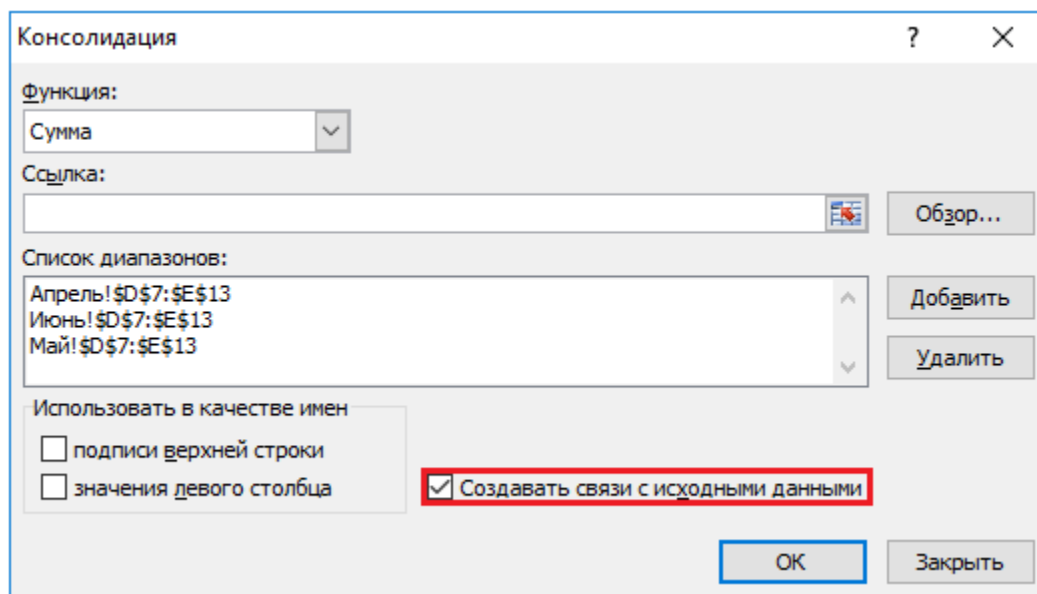 Консолидация
?
Функция:
Сумма
Ссылка:
Обзор...
Список диапазонов:
Апрель!$D$7:$E$13
Июнь!$D$7:$E$13
Май!$D$7:$E$13
Добавить
Удалить
Использовать в качестве имен
подписи верхней строки
значения левого столбца
Создавать связи с исходными данными
ОК
Закрыть